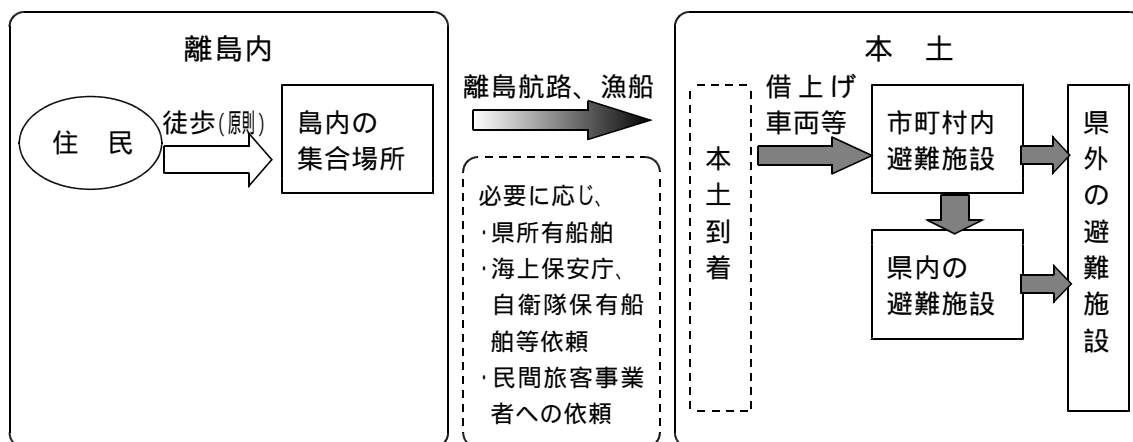 離島内
住　民
徒歩(原則)
島内の
集合場所
離島航路、漁船
必要に応じ、
・県所有船舶
・海上保安庁、
自衛隊保有船
舶等依頼
・民間旅客事業
者への依頼
本　土
本土到着
借上げ
車両等
市町村内
避難施設
県内の
避難施設
県外の避難施設